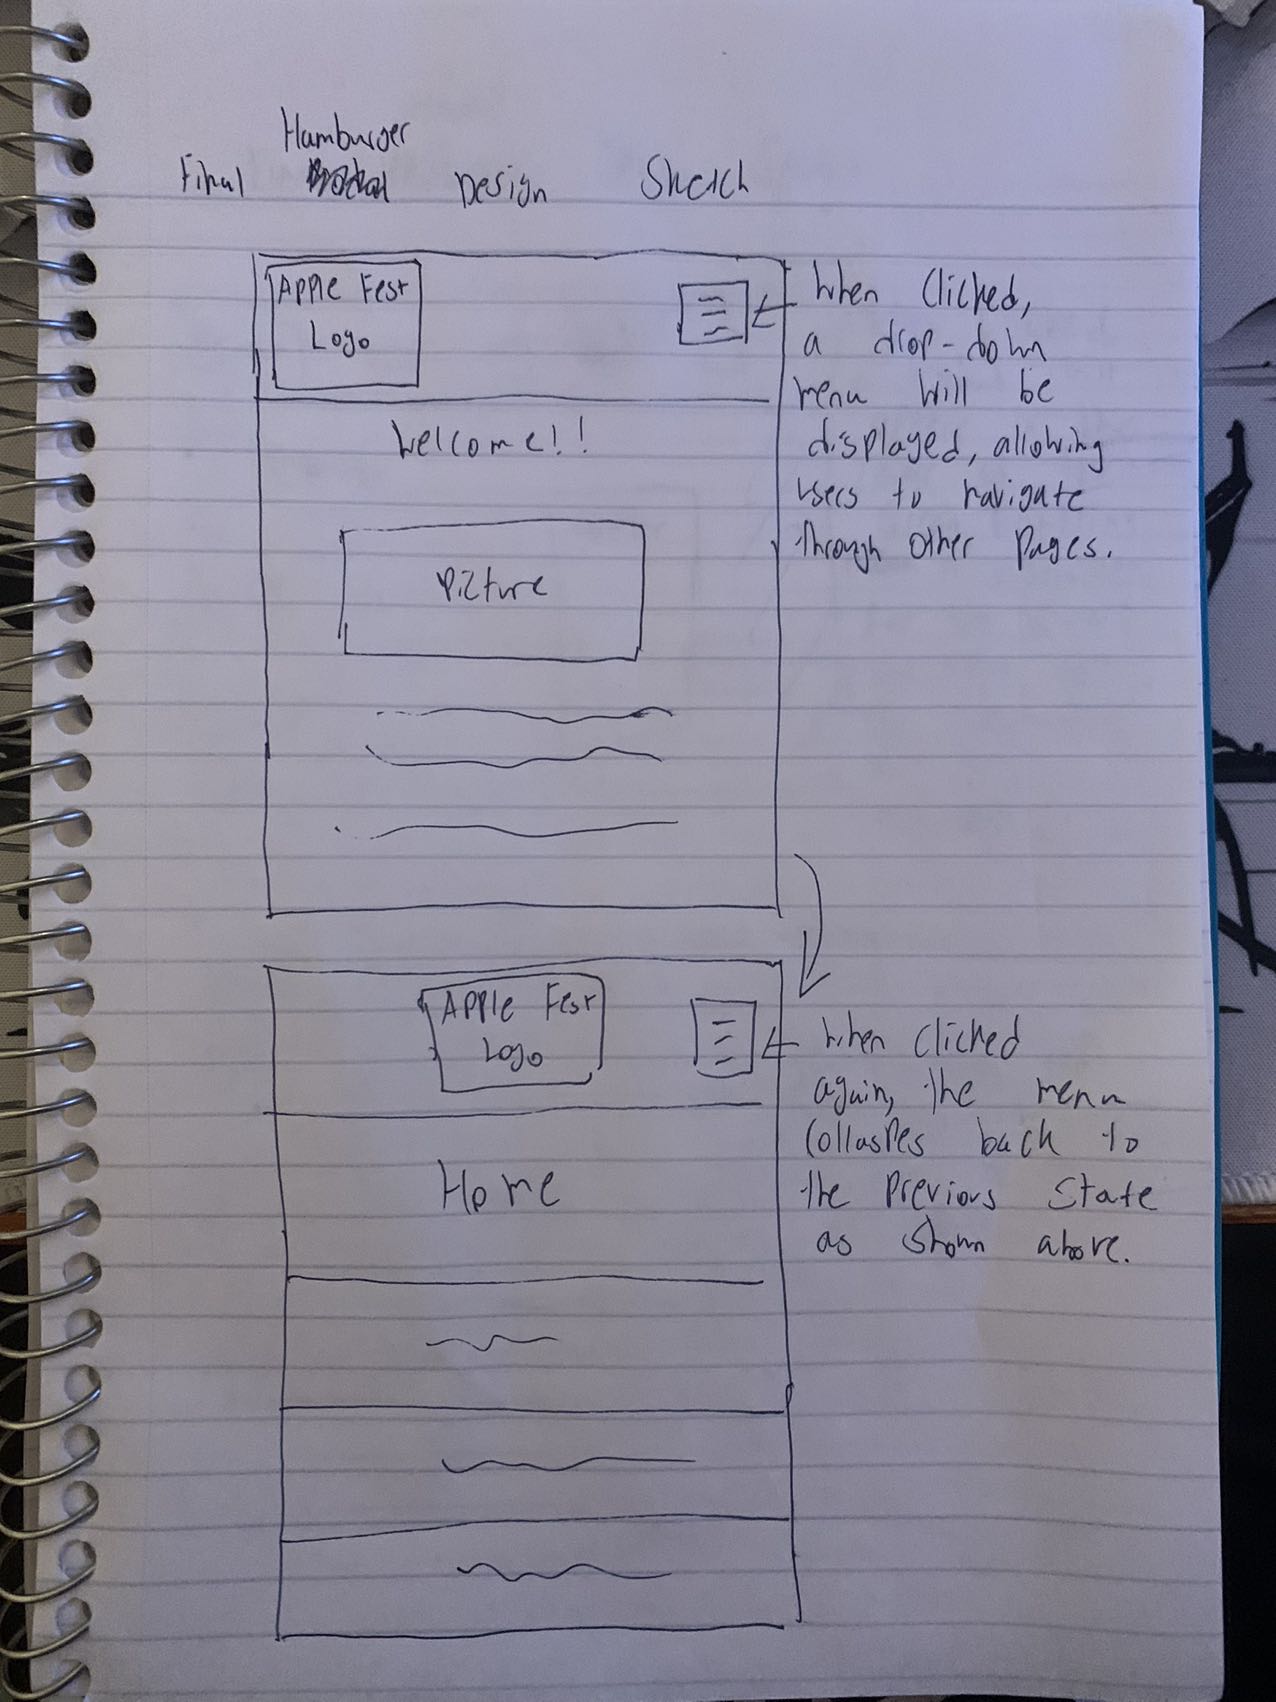 Hamburger
Final Design Sketch
Apple Fest
Logo
When clicked,
a drop-down
menu will be
displayed, allowing
users to navigate
through other pages.
Welcome!!
Picture
Apple Fest
Logo
When clicked
again, the menu
collaspes back to
the previous state
as shown above.
Home